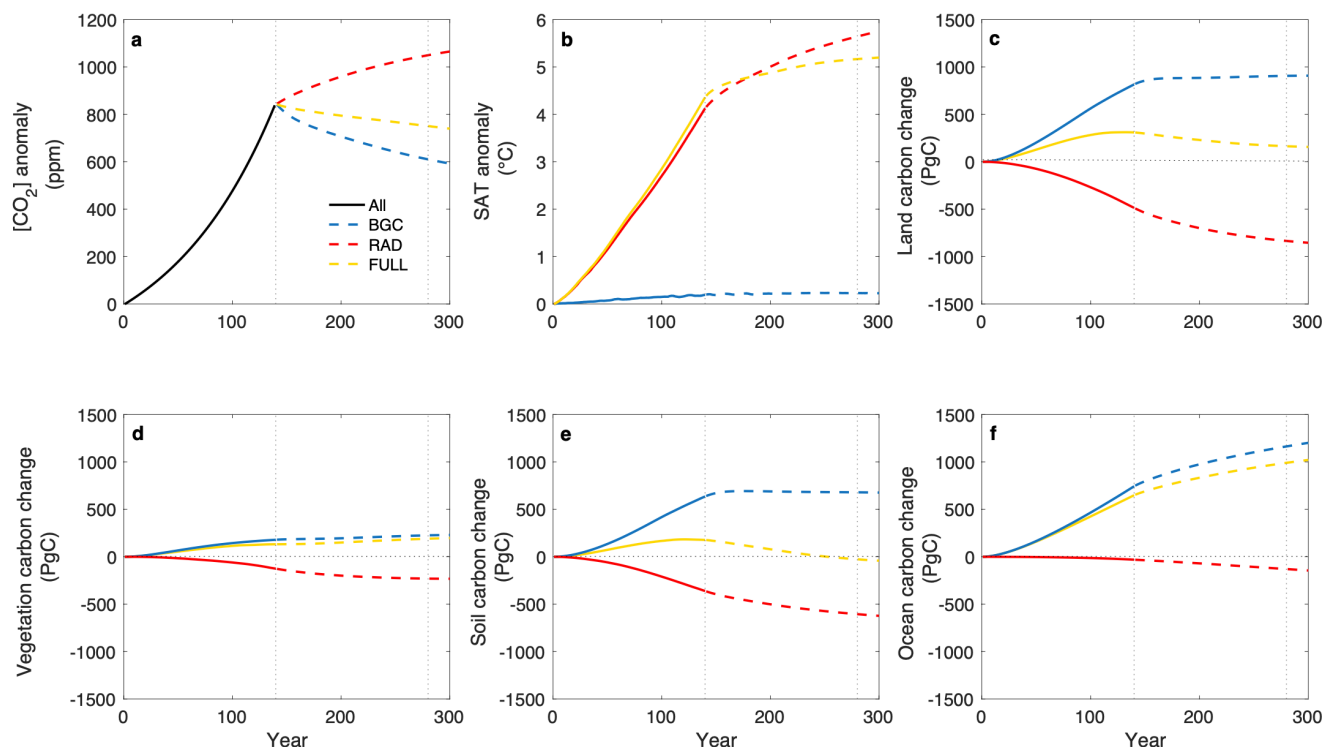 a
[CO2] anomaly
(ppm)
1200
1000
800
600
400
200
0
All
BGC
RAD
FULL
0 100 200 300
b
SAT anomaly
(°C)
6
5
4
3
2
1
0
0 100 200 300
c
Land carbon change
(PgC)
1500
1000
500
0
-500
-1000
-1500
0 100 200 300
d
Vegetation carbon change
(PgC)
1500
1000
500
0
-500
-1000
-1500
0 100 200 300
Year
e
Soil carbon change
(PgC)
1500
1000
500
0
-500
-1000
-1500
0 100 200 300
Year
f
Ocean carbon change
(PgC)
1500
1000
500
0
-500
-1000
-1500
0 100 200 300
Year